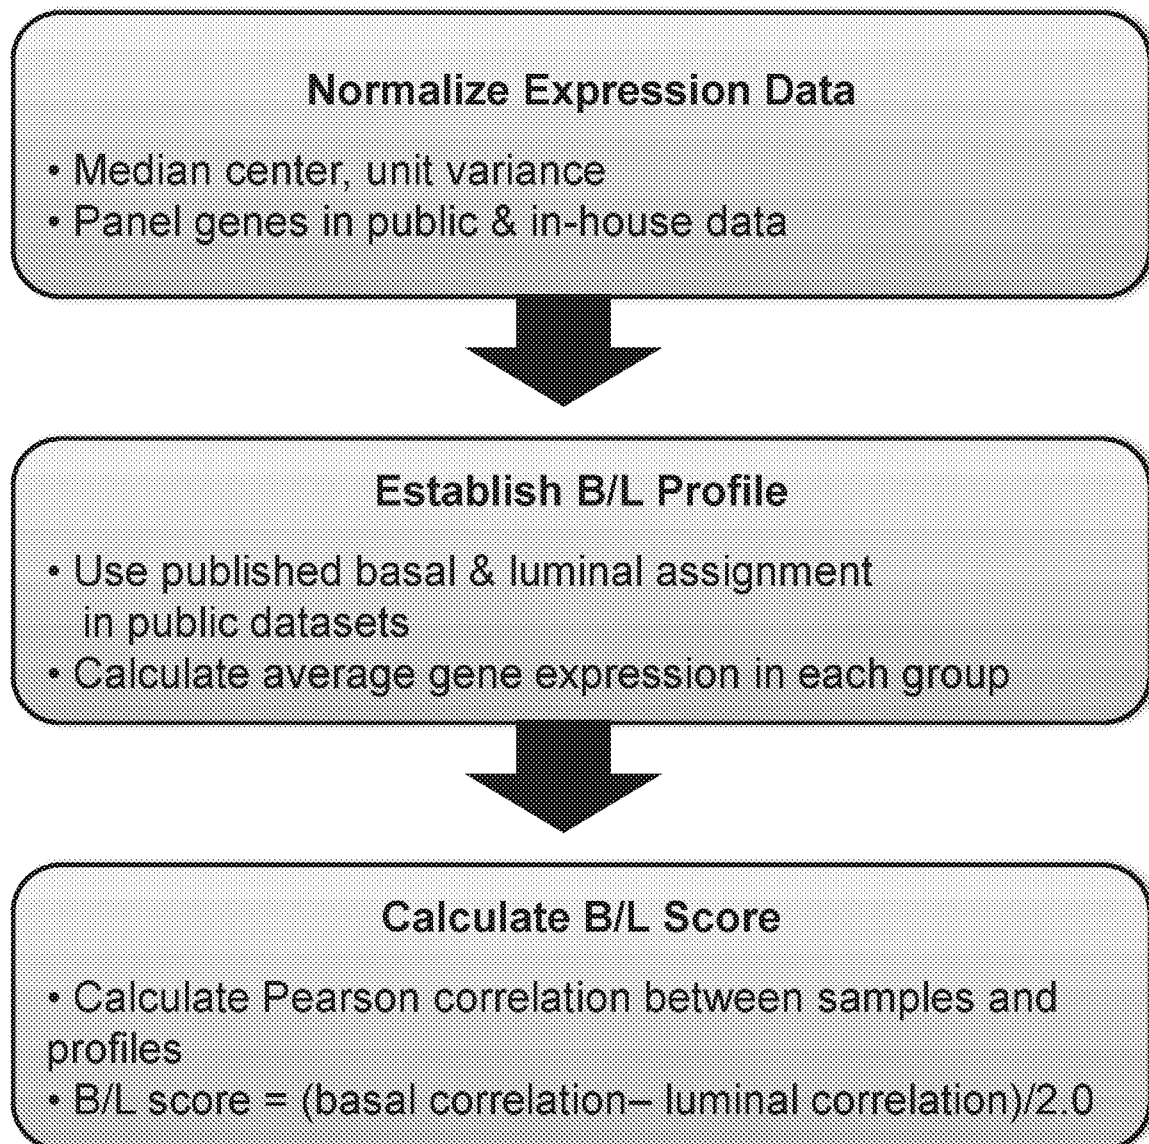 Normalize Expression Data
• Median center, unit variance
• Panel genes in public & in-house data
Establish B/L Profile
• Use published basal & luminal assignment
in public datasets
• Calculate average gene expression in each group
Calculate B/L Score
• Calculate Pearson correlation between samples and
profiles
• B/L score = (basal correlation– luminal correlation)/2.0